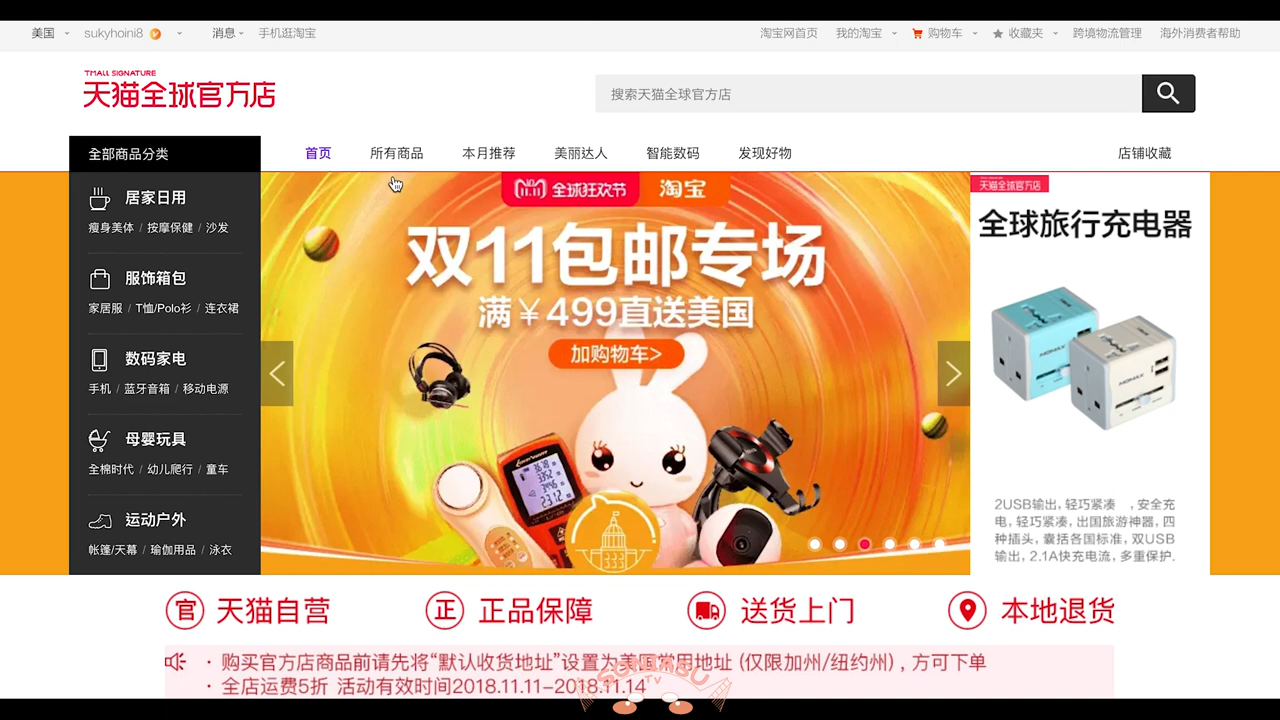 美国 sukyhoini8 消息 手机逛淘宝 淘宝网首页 我的淘宝 购物车 收藏夹 跨境物流管理 海外消费者帮助
TMALL SIGNATURE
天猫全球官方店
搜索天猫全球官方店
全部商品分类 首页 所有商品 本月推荐 美丽达人 智能数码 发现好物 店铺收藏
居家日用
瘦身美体 / 按摩保健 / 沙发
服饰箱包
家居服 / T恤/Polo衫 / 连衣裙
数码家电
手机 / 蓝牙音箱 / 移动电源
母婴玩具
全棉时代 / 幼儿爬行 / 童车
运动户外
帐篷/天幕 / 瑜伽用品 / 泳衣
11.11 全球狂欢节 淘宝
双11包邮专场
满￥499直送美国
加购物车>
天猫全球官方店
全球旅行充电器
MOMAX
MOMAX
2USB输出, 轻巧紧凑 , 安全充
电, 轻巧紧凑, 出国旅游神器, 四
种插头, 囊括各国标准, 双USB
输出, 2.1A快充电流, 多重保护.
官 天猫自营 正 正品保障 送货上门 本地退货
· 购买官方店商品前请先将“默认收货地址”设置为美国常用地址 (仅限加州/纽约州) , 方可下单
· 全店运费5折 活动有效时间2018.11.11-2018.11.14
SONIABU
TV